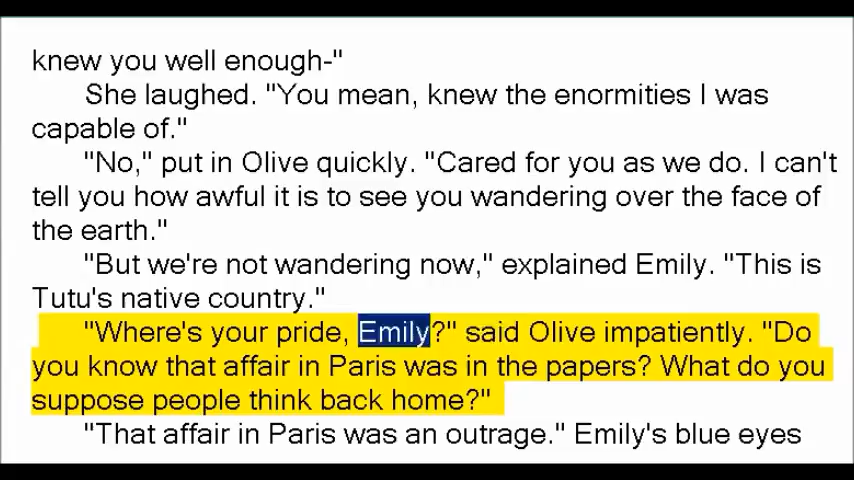 knew you well enough-"
She laughed. "You mean, knew the enormities I was
capable of."
"No," put in Olive quickly. "Cared for you as we do. I can't
tell you how awful it is to see you wandering over the face of
the earth."
"But we're not wandering now," explained Emily. "This is
Tutu's native country."
"Where's your pride, Emily?" said Olive impatiently. "Do
you know that affair in Paris was in the papers? What do you
suppose people think back home?"
"That affair in Paris was an outrage." Emily's blue eyes